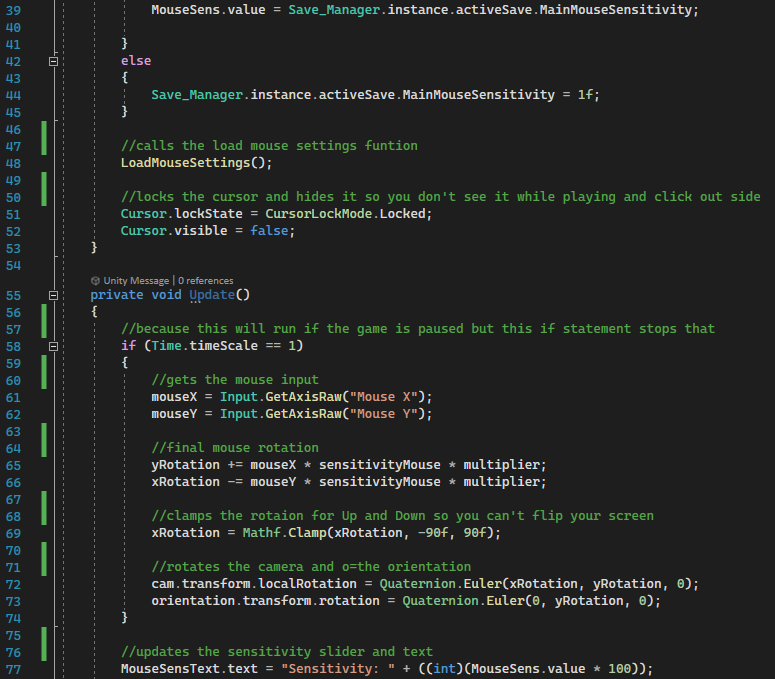 39 MouseSens.value = Save_Manager.instance.activeSave.MainMouseSensitivity;
40
41 }
42 else
43 {
44 Save_Manager.instance.activeSave.MainMouseSensitivity = 1f;
45 }
46
47 //calls the load mouse settings funtion
48 LoadMouseSettings();
49
50 //locks the cursor and hides it so you don't see it while playing and click out side
51 Cursor.lockState = CursorLockMode.Locked;
52 Cursor.visible = false;
53 }
54
Unity Message | 0 references
55 private void Update()
56 {
57 //because this will run if the game is paused but this if statement stops that
58 if (Time.timeScale == 1)
59 {
60 //gets the mouse input
61 mouseX = Input.GetAxisRaw("Mouse X");
62 mouseY = Input.GetAxisRaw("Mouse Y");
63
64 //final mouse rotation
65 yRotation += mouseX * sensitivityMouse * multiplier;
66 xRotation -= mouseY * sensitivityMouse * multiplier;
67
68 //clamps the rotaion for Up and Down so you can't flip your screen
69 xRotation = Mathf.Clamp(xRotation, -90f, 90f);
70
71 //rotates the camera and o=the orientation
72 cam.transform.localRotation = Quaternion.Euler(xRotation, yRotation, 0);
73 orientation.transform.rotation = Quaternion.Euler(0, yRotation, 0);
74 }
75
76 //updates the sensitivity slider and text
77 MouseSensText.text = "Sensitivity: " + ((int)(MouseSens.value * 100));